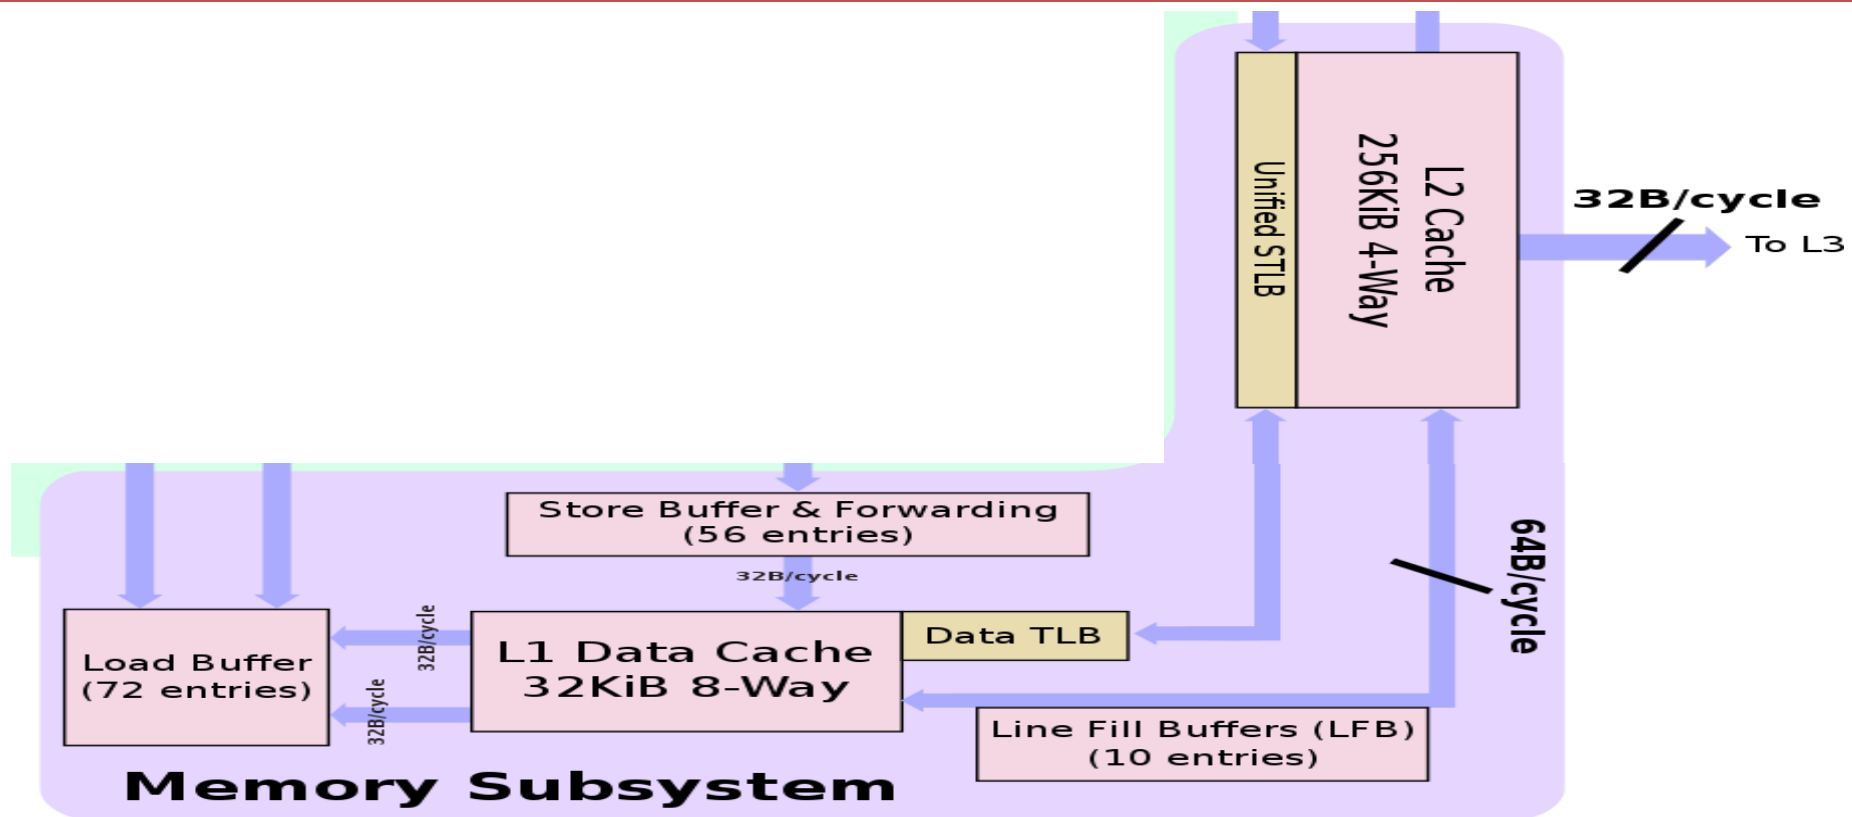 Unified STLB
L2 Cache
256KiB 4-Way
32B/cycle
To L3
Store Buffer & Forwarding
(56 entries)
32B/cycle
64B/cycle
Load Buffer
(72 entries)
32B/cycle
32B/cycle
L1 Data Cache
32KiB 8-Way
Data TLB
Line Fill Buffers (LFB)
(10 entries)
Memory Subsystem